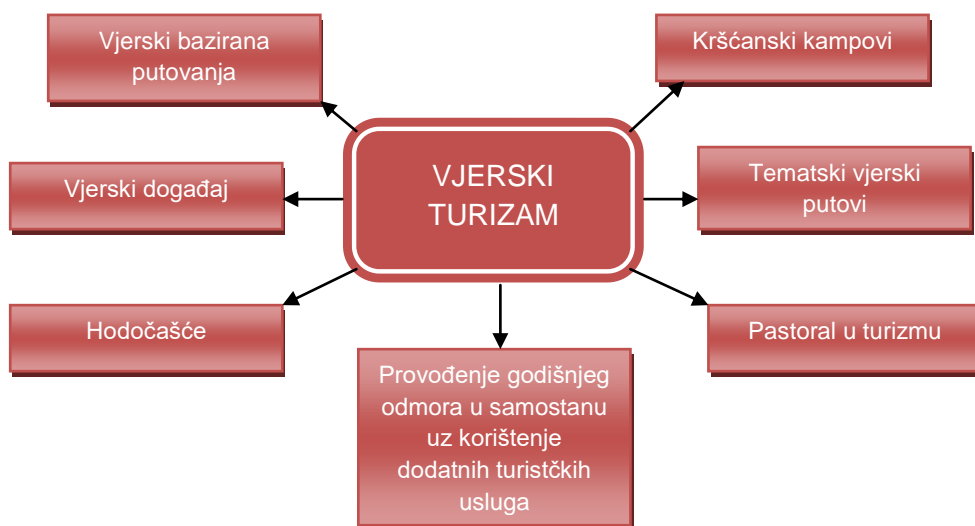 Vjerski bazirana
putovanja
Kršćanski kampovi
VJERSKI
TURIZAM
Vjerski događaj
Tematski vjerski
putovi
Hodočašće
Pastoral u turizmu
Provođenje godišnjeg
odmora u samostanu
uz korištenje
dodatnih turistčkih
usluga